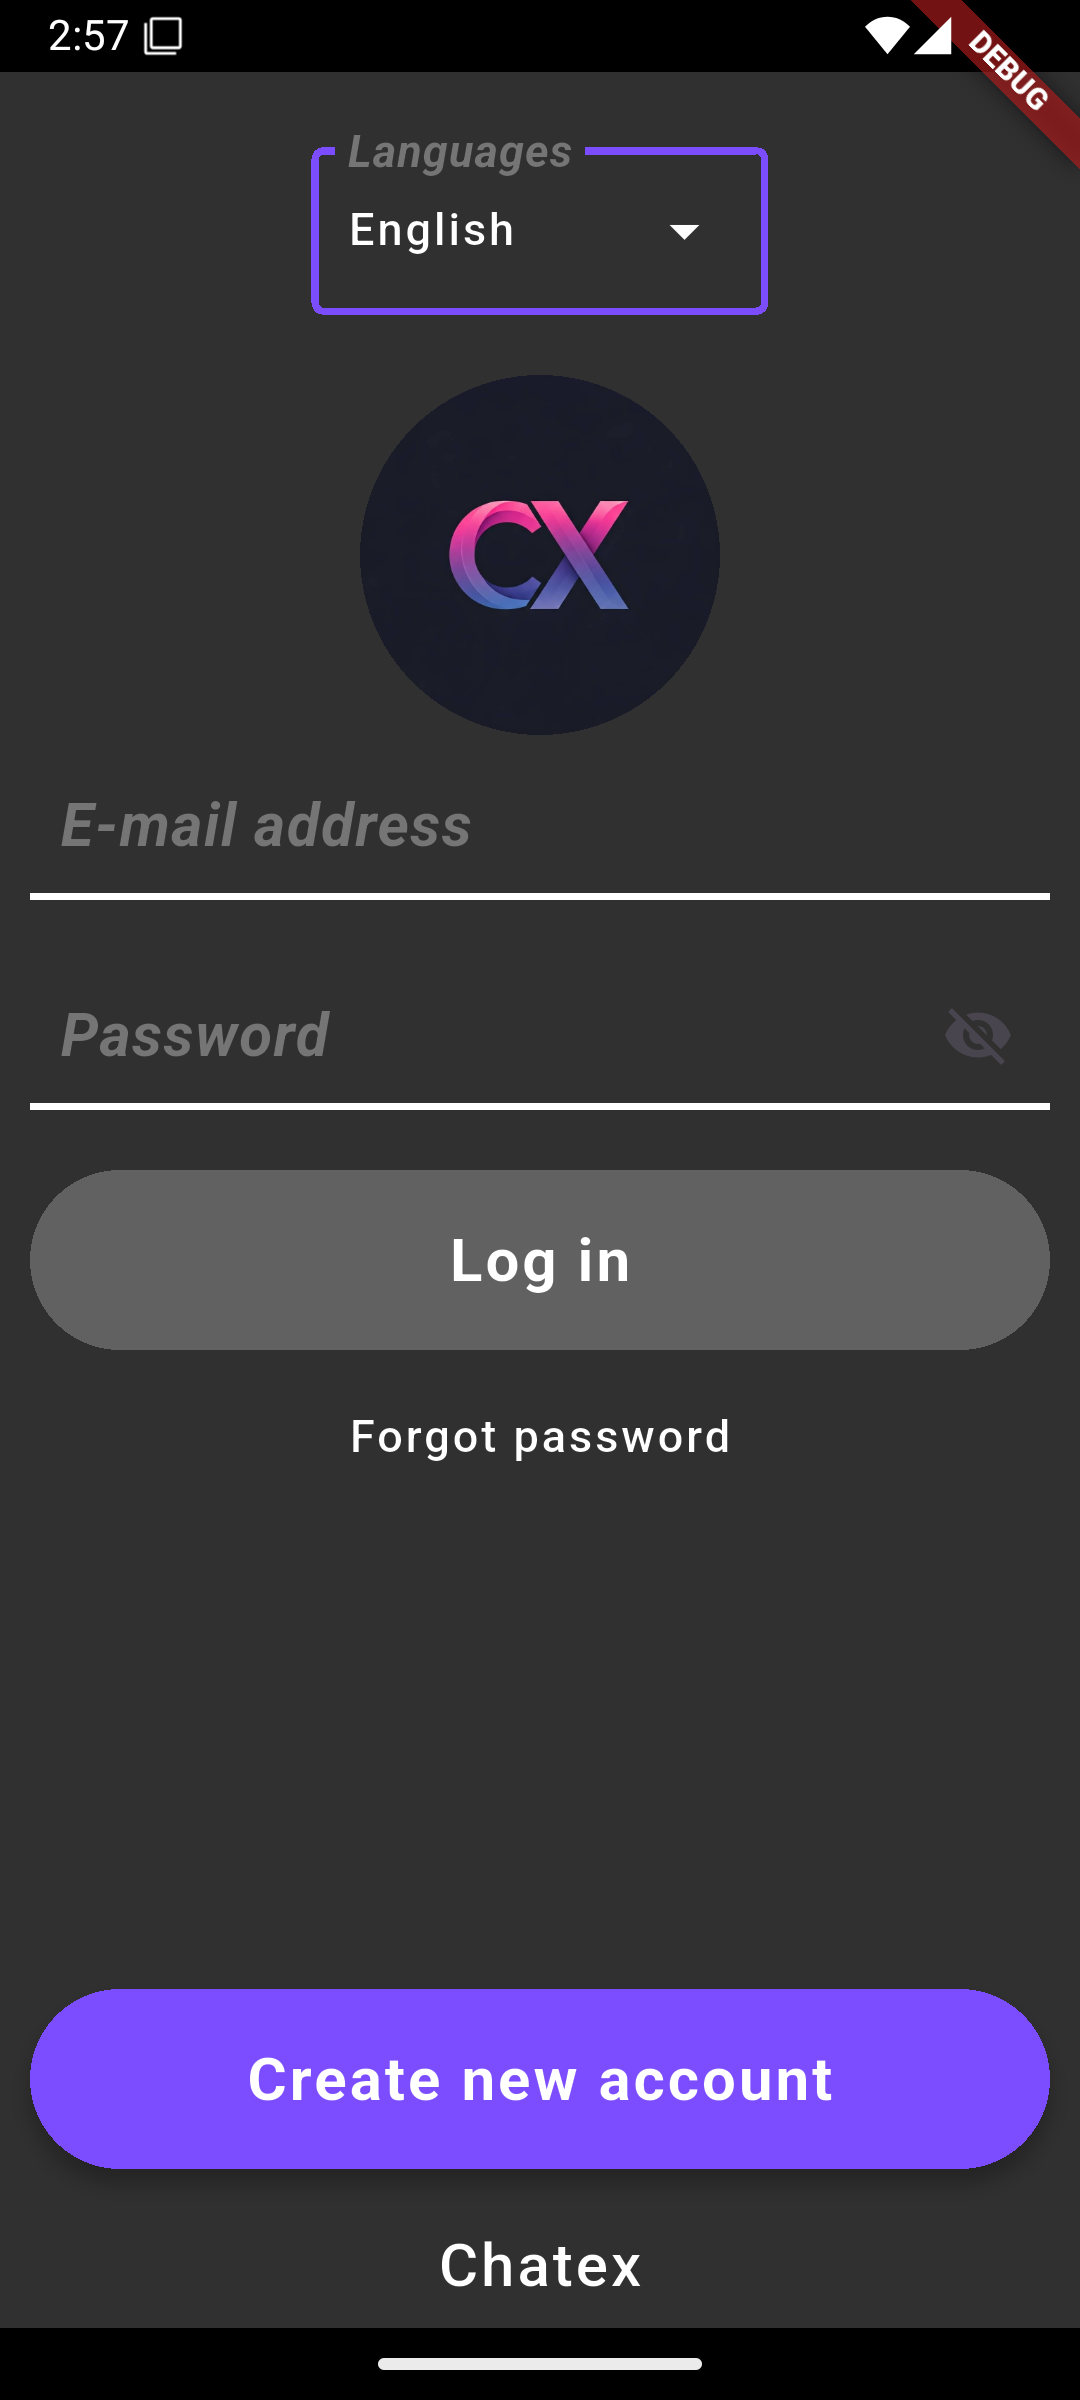 2:57
DEBUG
Languages
English
CX
E-mail address
Password
Log in
Forgot password
Create new account
Chatex